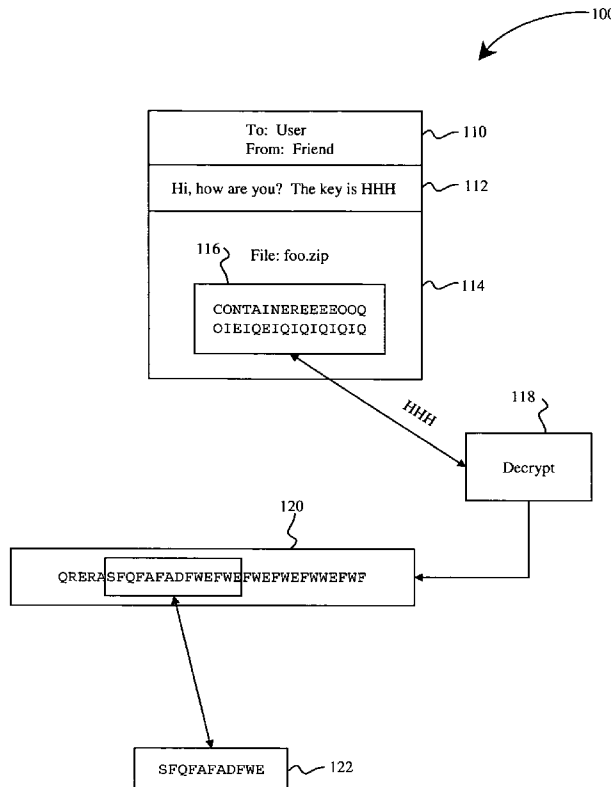 100
To: User
From: Friend
110
Hi, how are you? The key is HHH
112
116
File: foo.zip
114
CONTAINEREEEEOOQ
OIEIQEIQIQIQIQIQ
HHH
118
Decrypt
120
QRERASFQFAFADFWEFWEFWEFWEFWWEFWF
SFQFAFADFWE
122